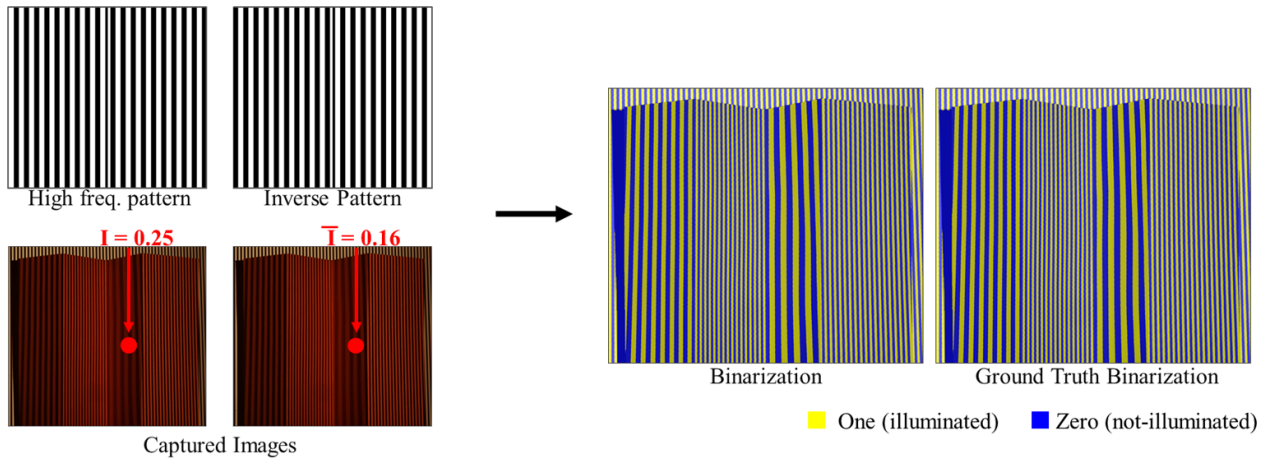 High freq. pattern
Inverse Pattern
I = 0.25
I̅ = 0.16
Captured Images
Binarization
Ground Truth Binarization
One (illuminated)
Zero (not-illuminated)